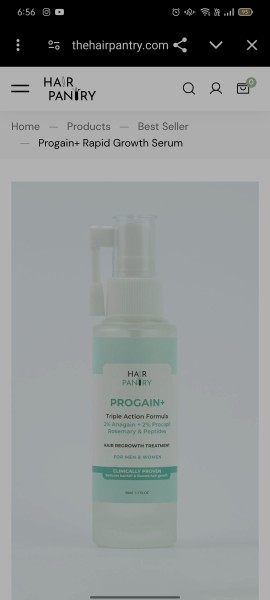 6:56
thehairpantry.com
HAIR
PANTRY
0
Home — Products — Best Seller
— Progain+ Rapid Growth Serum
HAIR
PANTRY
PROGAIN+
Triple Action Formula
2% Anagain + 2% Procapil
Rosemary & Peptides
HAIR REGROWTH TREATMENT
FOR MEN & WOMEN
CLINICALLY PROVEN